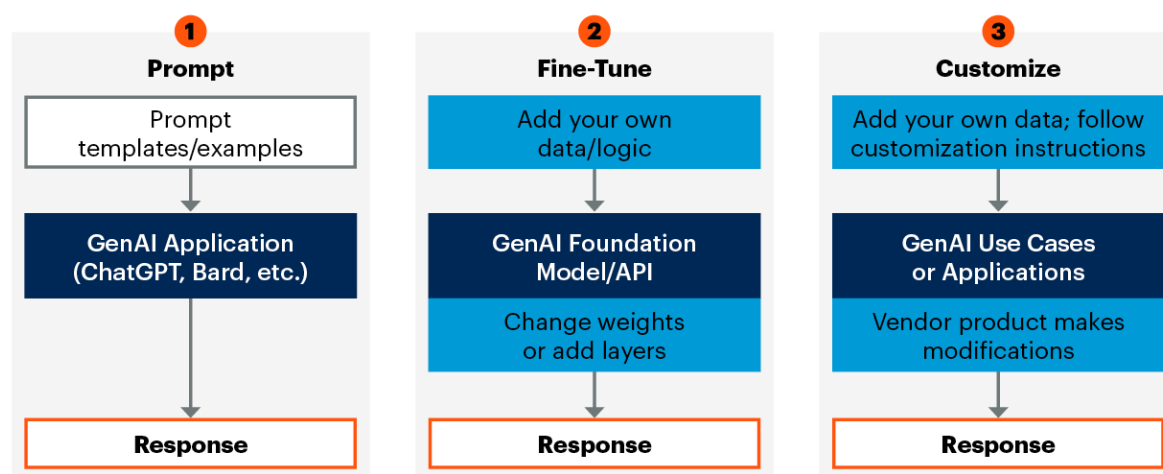 1
Prompt
Prompt
templates/examples
GenAI Application
(ChatGPT, Bard, etc.)
Response
2
Fine-Tune
Add your own
data/logic
GenAI Foundation
Model/API
Change weights
or add layers
Response
3
Customize
Add your own data; follow
customization instructions
GenAI Use Cases
or Applications
Vendor product makes
modifications
Response